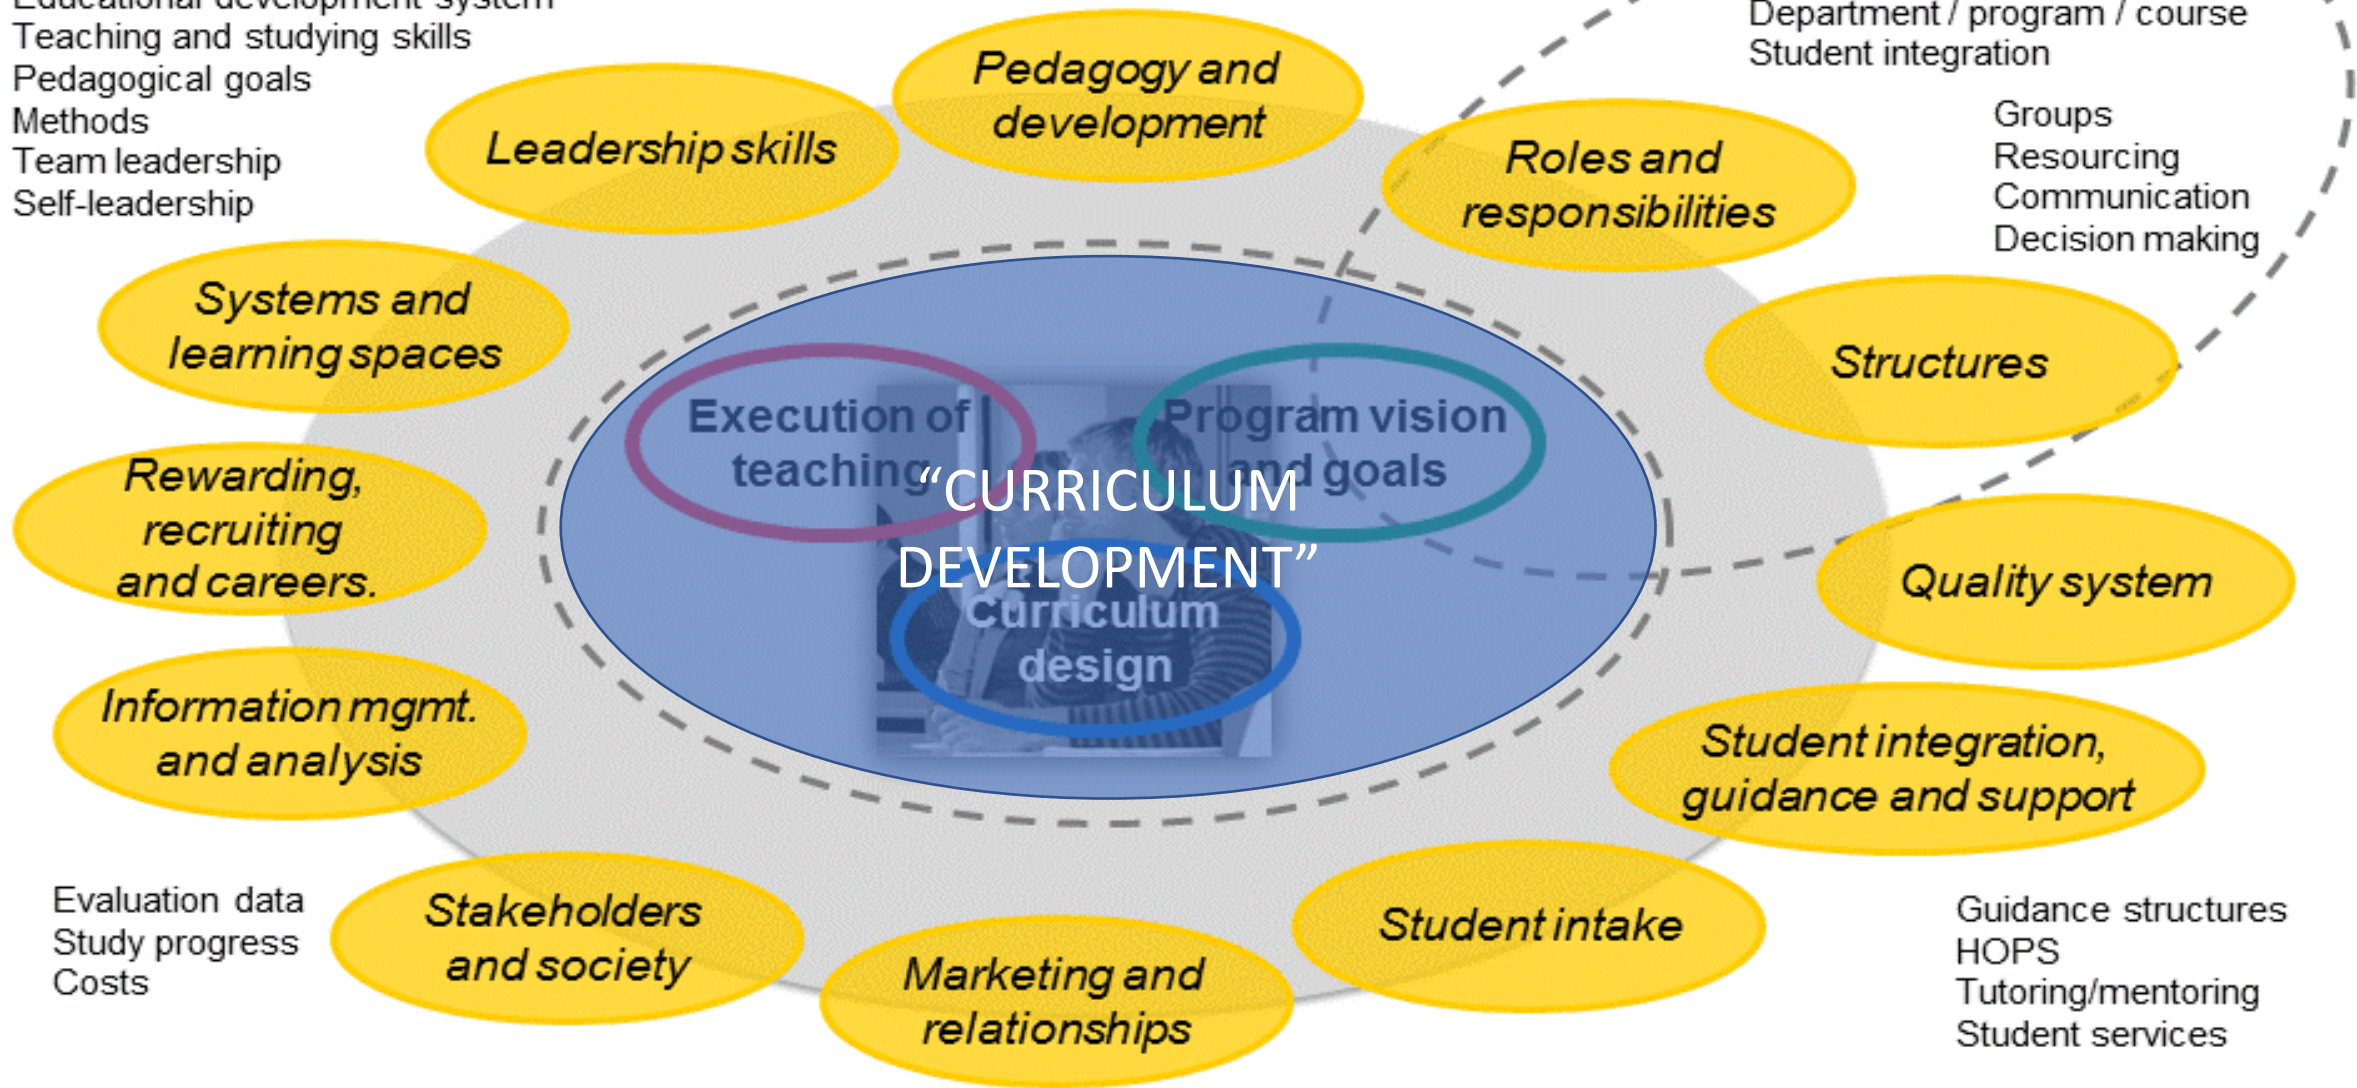 Educational development system
Teaching and studying skills
Pedagogical goals
Methods
Team leadership
Self-leadership
Department / program / course
Student integration
Groups
Resourcing
Communication
Decision making
Pedagogy and
development
Leadership skills
Roles and
responsibilities
Systems and
learning spaces
Structures
Execution of
teaching
Program vision
and goals
“CURRICULUM
DEVELOPMENT”
Curriculum
design
Rewarding,
recruiting
and careers.
Quality system
Information mgmt.
and analysis
Student integration,
guidance and support
Evaluation data
Study progress
Costs
Stakeholders
and society
Marketing and
relationships
Student intake
Guidance structures
HOPS
Tutoring/mentoring
Student services